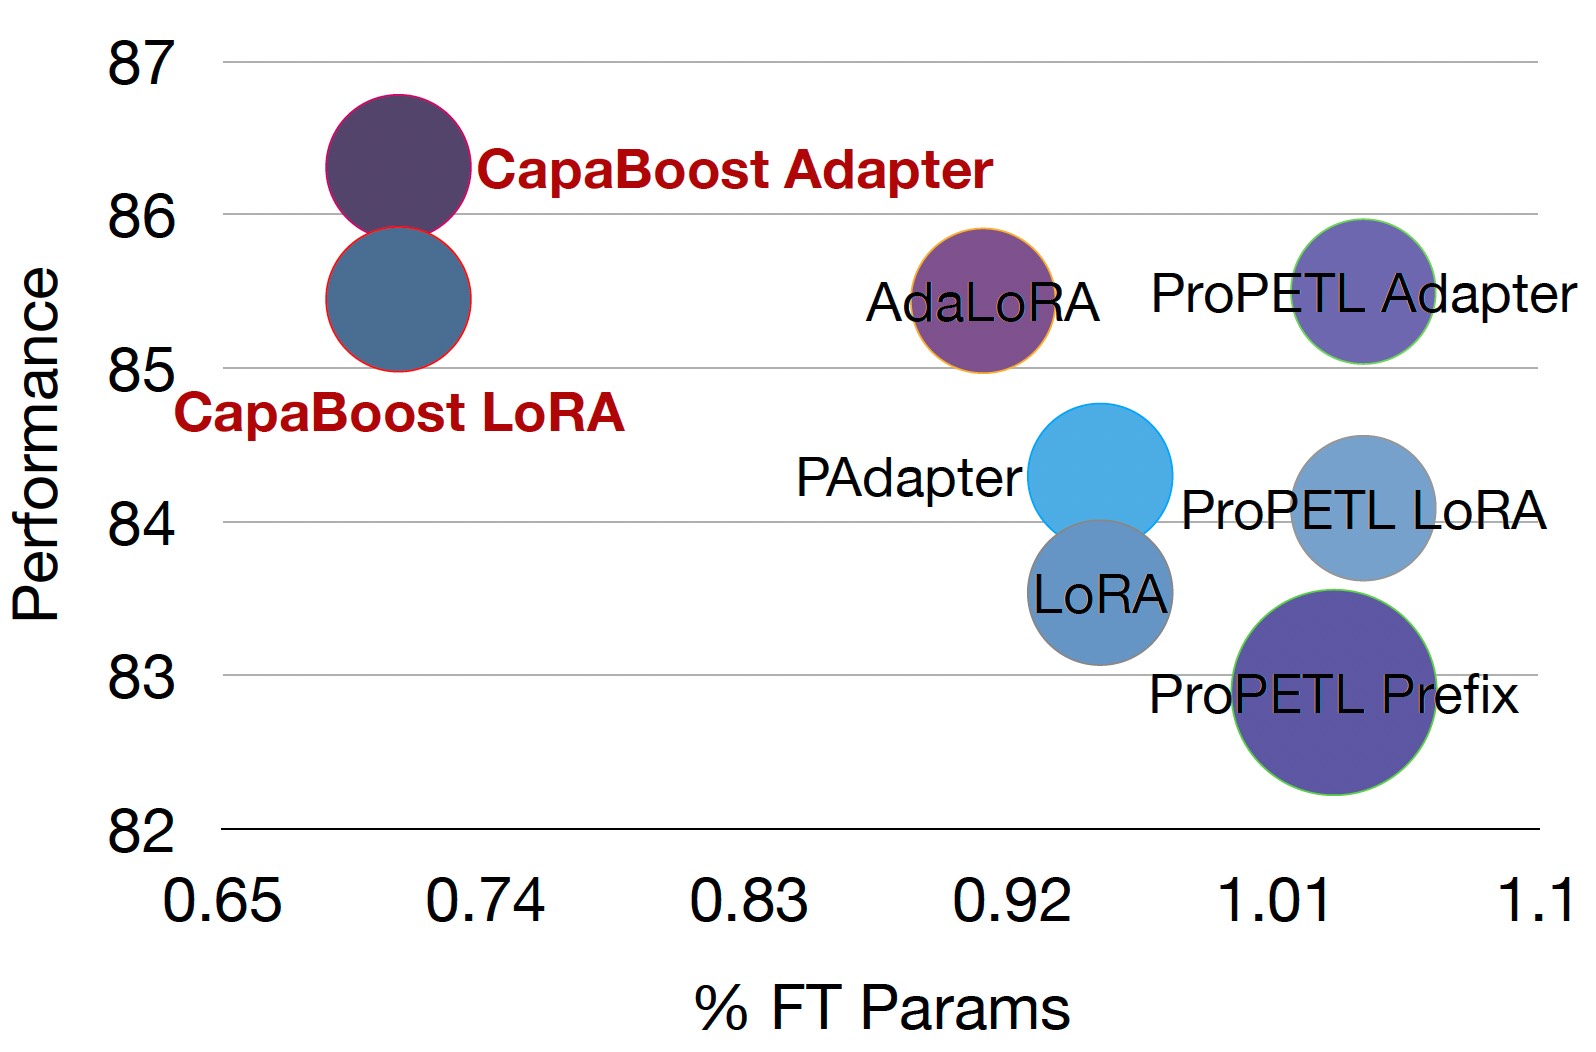 87
CapaBoost Adapter
86
AdaLoRA
ProPETL Adapter
85
CapaBoost LoRA
PAdapter
ProPETL LoRA
84
LoRA
83
ProPETL Prefix
82
Performance
0.65 0.74 0.83 0.92 1.01 1.1
% FT Params